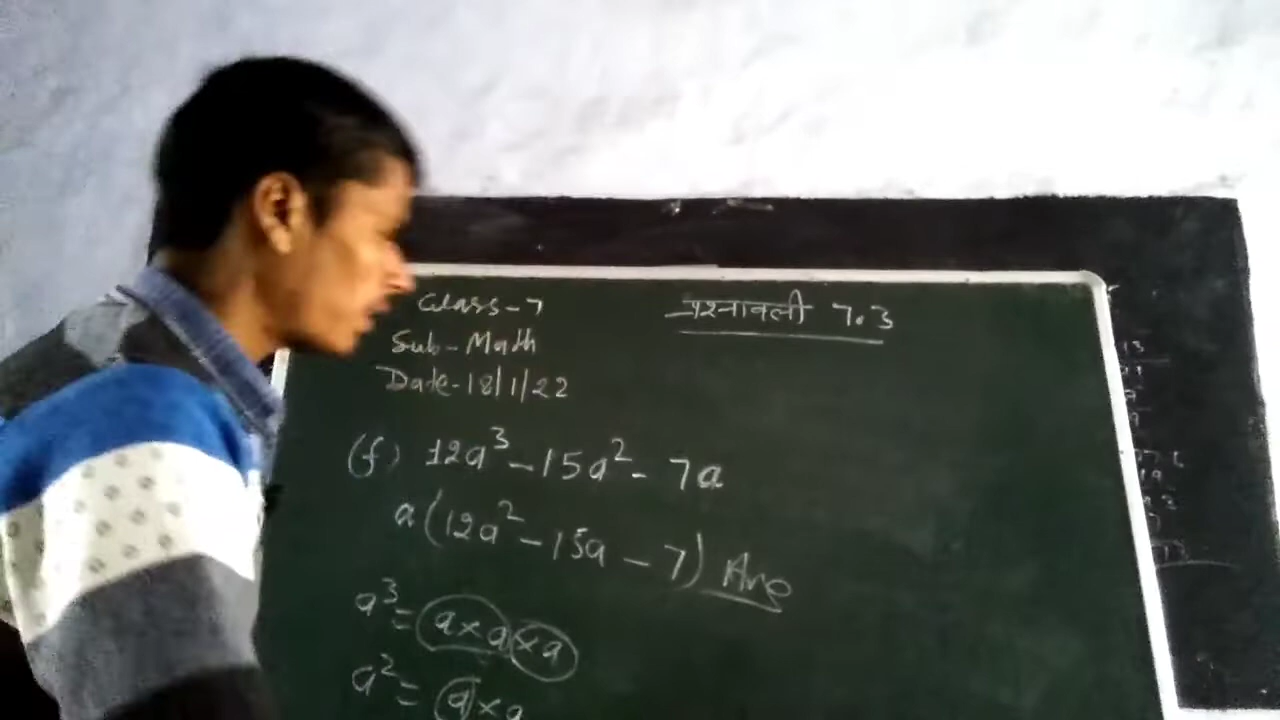 Class-7
प्रश्नावली 7.3
Sub-Math
Date-18/1/22
(f) 12a³-15a²-7a
a(12a²-15a-7) Ans
a³=a×a×a
a²=a×a